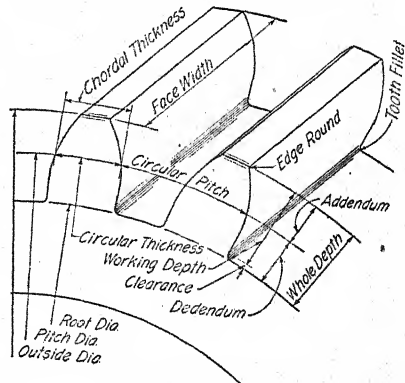 Chordal Thickness
Face Width
Tooth Fillet
Edge Round
Circular Pitch
Addendum
Circular Thickness
Working Depth
Clearance
Whole Depth
Dedendum
Root Dia.
Pitch Dia.
Outside Dia.